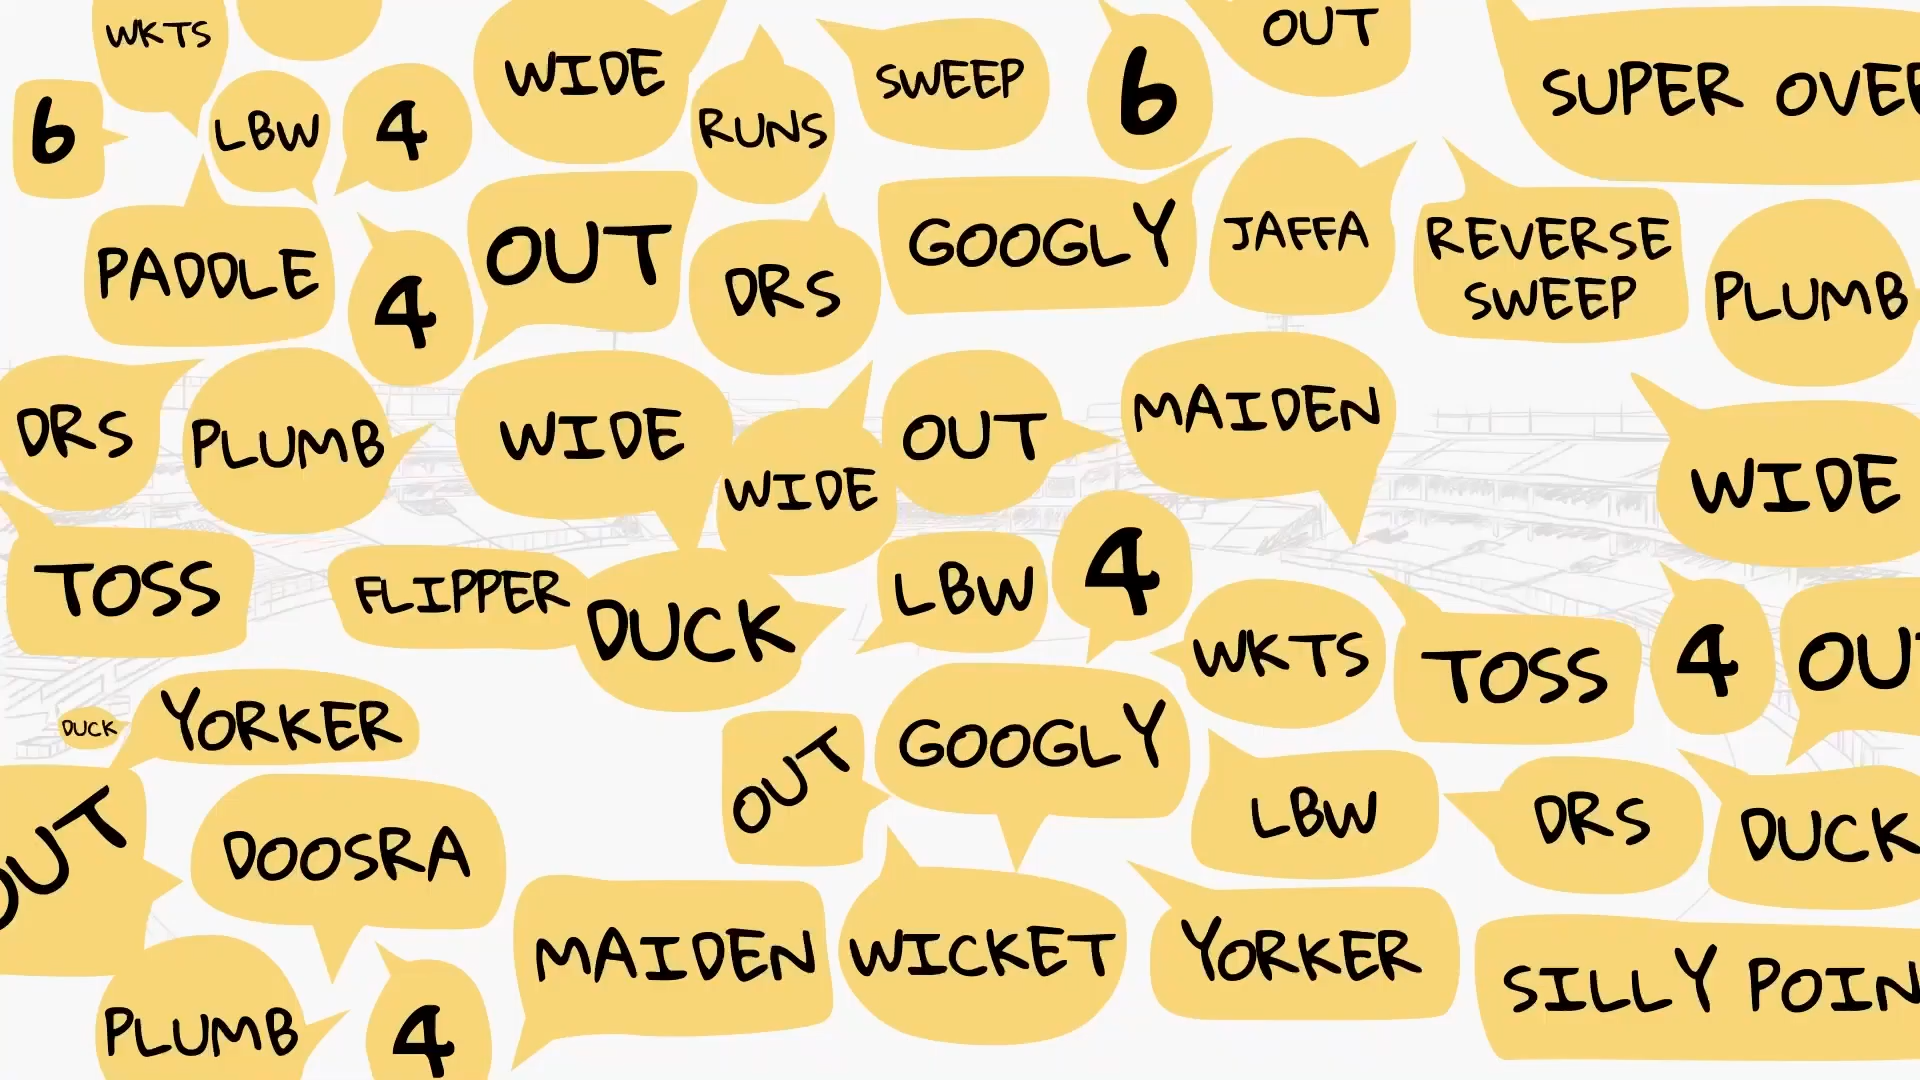 WKTS
OUT
WIDE
SWEEP
6
SUPER OVE
6
LBW
4
RUNS
PADDLE
4
OUT
DRS
GOOGLY
JAFFA
REVERSE
SWEEP
PLUMB
DRS
PLUMB
WIDE
WIDE
OUT
MAIDEN
WIDE
TOSS
FLIPPER
DUCK
LBW
4
WKTS
TOSS
4
OU
DUCK
YORKER
OUT
GOOGLY
LBW
DRS
DUCK
OUT
DOOSRA
MAIDEN
WICKET
YORKER
SILLY POIN
PLUMB
4